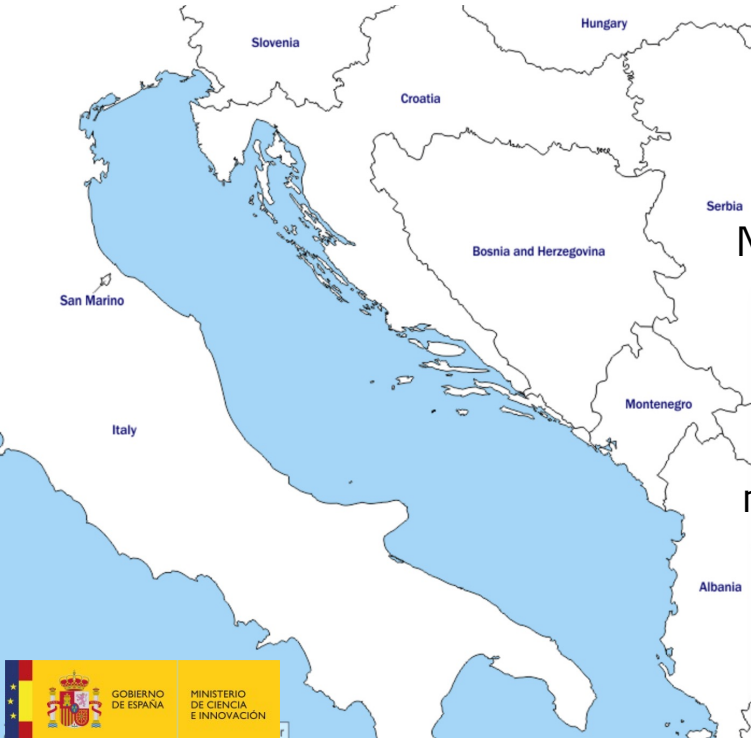 Hungary
Slovenia
Croatia
Serbia
Bosnia and Herzegovina
San Marino
Montenegro
Italy
Albania
GOBIERNO
DE ESPAÑA
MINISTERIO
DE CIENCIA
E INNOVACIÓN